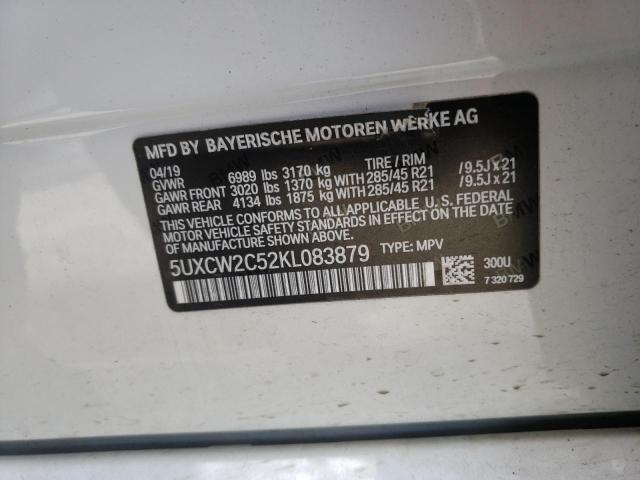 MFD BY BAYERISCHE MOTOREN WERKE AG
04/19
GVWR 6989 lbs 3170 kg TIRE / RIM
GAWR FRONT 3020 lbs 1370 kg WITH 285/45 R21 /9.5J x 21
GAWR REAR 4134 lbs 1875 kg WITH 285/45 R21 /9.5J x 21
THIS VEHICLE CONFORMS TO ALL APPLICABLE U. S. FEDERAL
MOTOR VEHICLE SAFETY STANDARDS IN EFFECT ON THE DATE OF
MANUFACTURE SHOWN ABOVE.
5UXCW2C52KL083879 TYPE: MPV
300U
7 320 729